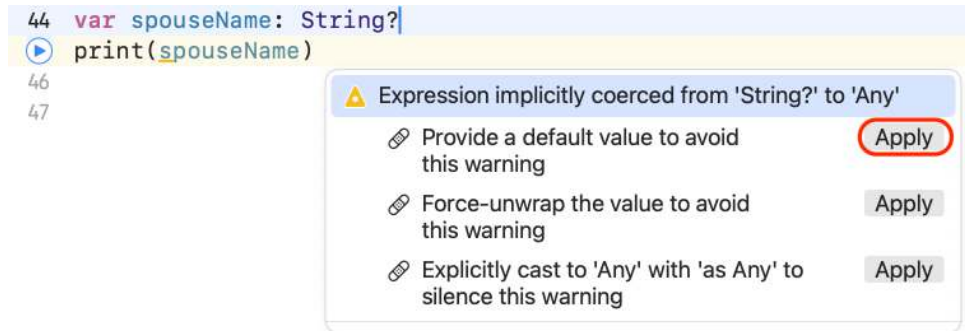 44 var spouseName: String?
print(spouseName)
46
47
Expression implicitly coerced from 'String?' to 'Any'
Provide a default value to avoid Apply
this warning
Force-unwrap the value to avoid Apply
this warning
Explicitly cast to 'Any' with 'as Any' to Apply
silence this warning